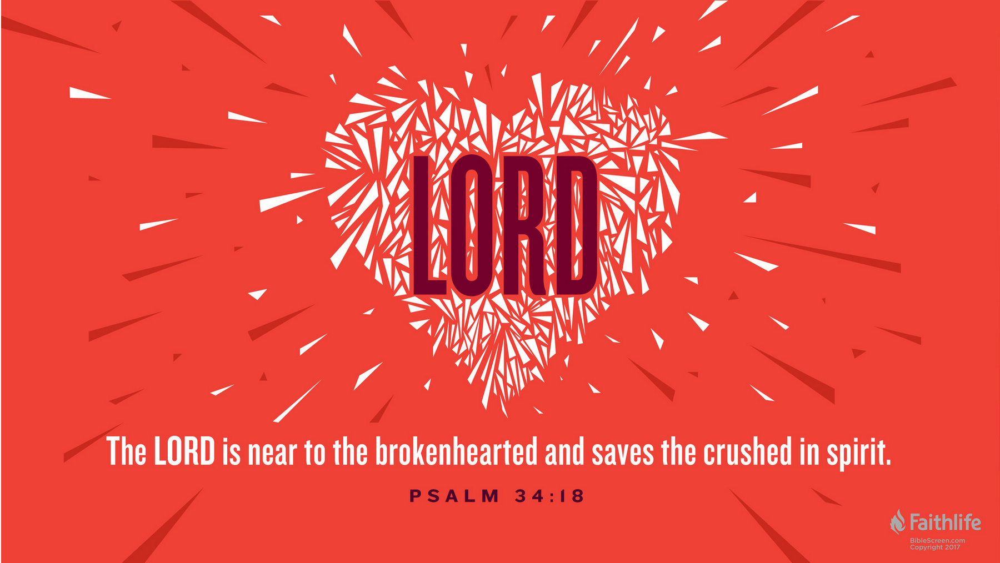 LORD
The LORD is near to the brokenhearted and saves the crushed in spirit.
PSALM 34:18
Faithlife
BibleScreen.com
Copyright 2017